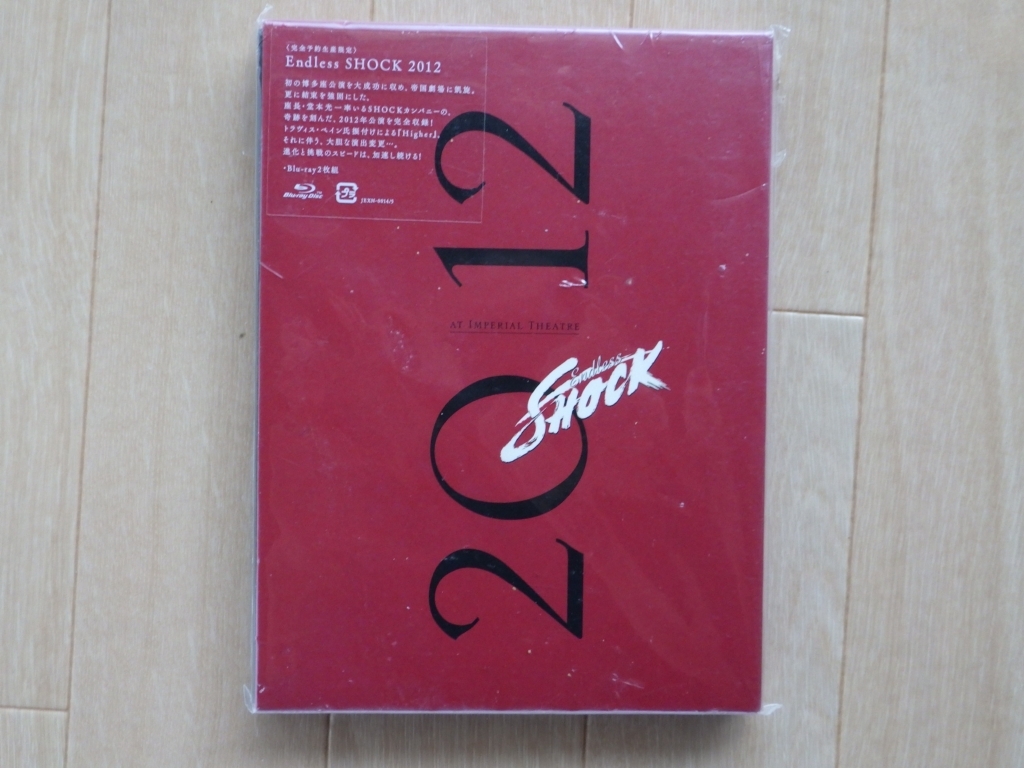 〈完全予約生産限定〉
Endless SHOCK 2012
初の博多座公演を大成功に収め、帝国劇場に凱旋。
更に結束を強固にした、
座長・堂本光一率いるSHOCKカンパニーの、
奇跡を刻んだ、2012年公演を完全収録！
トラヴィス・ペイン氏振付けによる「Higher」、
それに伴う、大胆な演出変更…。
進化と挑戦のスピードは、加速し続ける！
・Blu-ray2枚組
Blu-ray Disc
JEXN-0014/5
2012
AT IMPERIAL THEATRE
Endless
SHOCK